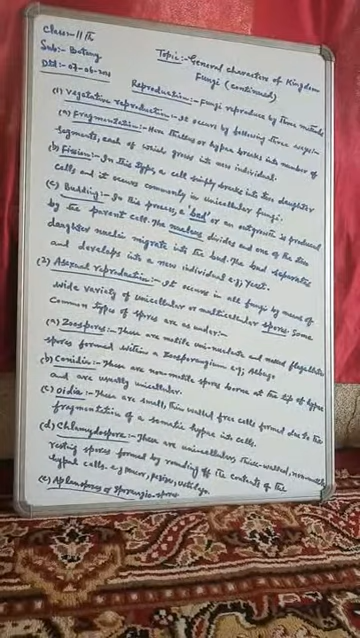 Class:- 11th
Sub:- Botany
Dtd:- 07-06-2021
Topic:- General characters of Kingdom
Fungi (continued)
Reproduction:- Fungi reproduce by three methods
(1) Vegetative reproduction:- It occurs by following three ways:-
(a) Fragmentation:- Here thallus or hypha breaks into number of
segments, each of which grows into new individual.
(b) Fission:- In this type, a cell simply breaks into two daughter
cells, and it occurs commonly in unicellular fungi.
(c) Budding:- In this process, a bud or an outgrowth is produced
by the parent cell. The nucleus divides and one of the two
daughter nuclei migrate into the bud. The bud separates
and develops into a new individual e.g; Yeast.
(2) Asexual reproduction:- It occurs in all fungi by means of
wide variety of unicellular or multicellular spores. Some
common types of spores are as under:-
(a) Zoospores:- These are motile uninucleate and naked flagellates
spores formed within a Zoosporangium e.g;
(b) Conidia:- These are non-motile spores borne at the tip of hypae
and are usually unicellular.
(c) Oidia:- These are small, thin walled free cells formed due to the
fragmentation of a somatic hypha into cells.
(d) Chlamydospore:- These are unicellular, thick-walled, non-motile
resting spores formed by rounding off the contents of the
hyphal cells. e.g mucor,
(e) Aplanospores or Sporangio-spores